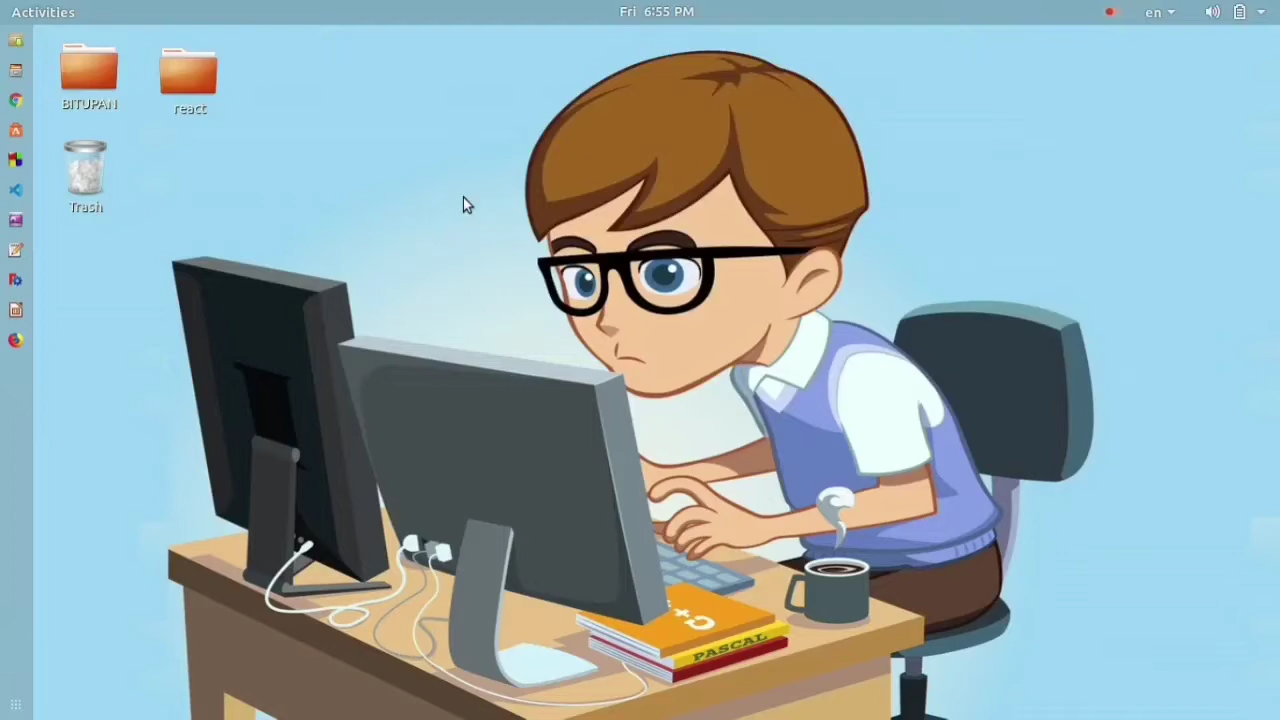 Activities
Fri 6:55 PM
en
BITUPAN
react
Trash
C++
PASCAL